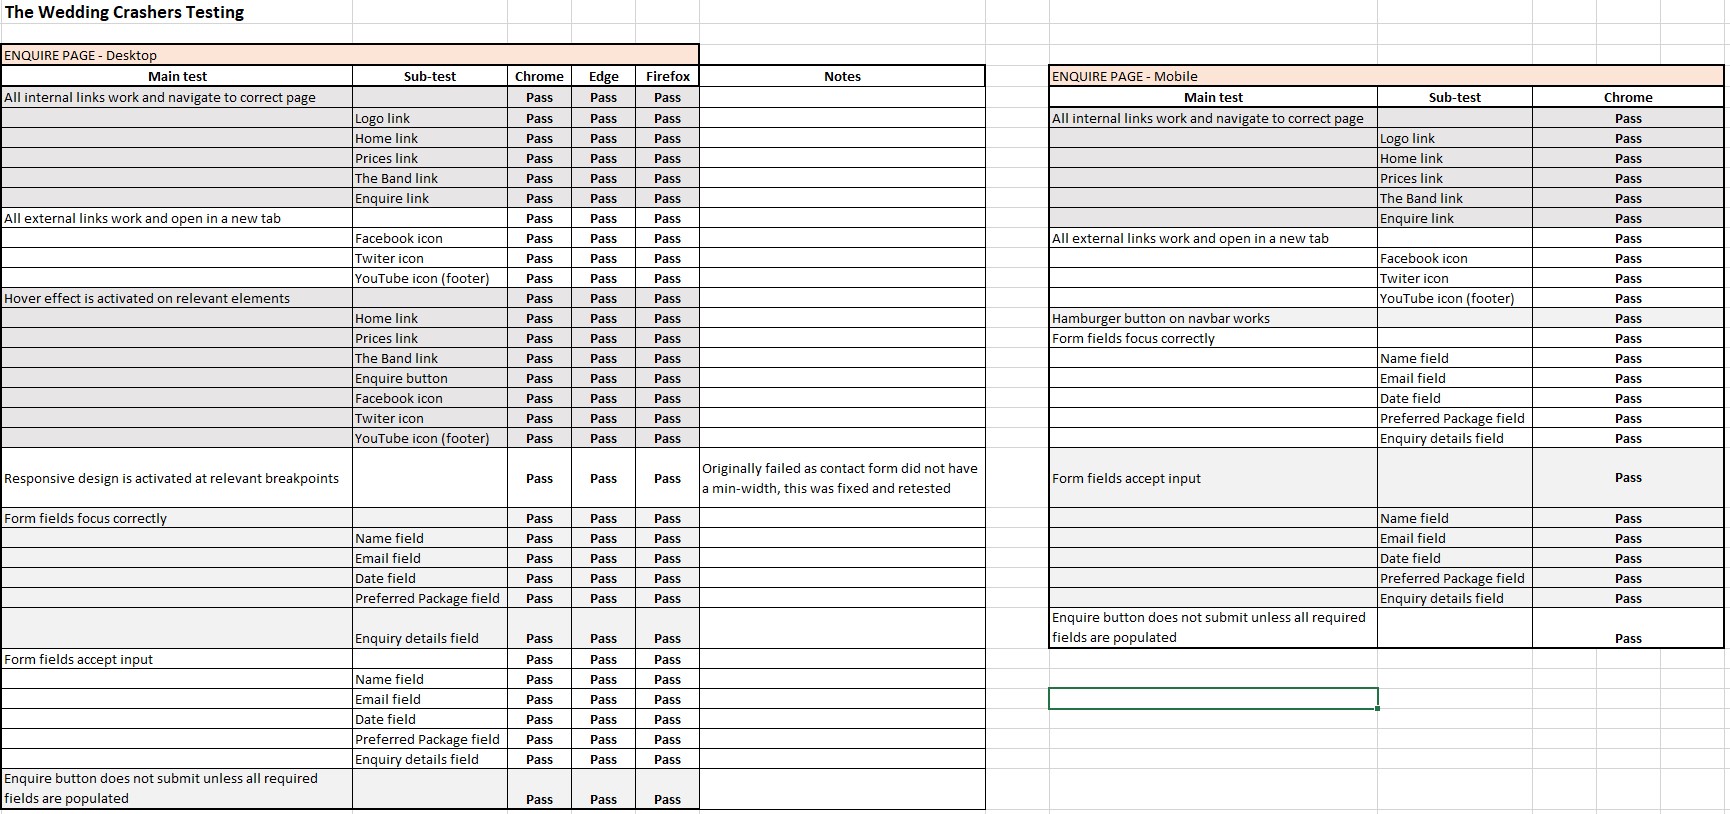 The Wedding Crashers Testing
ENQUIRE PAGE - Desktop
Main test Sub-test Chrome Edge Firefox Notes
All internal links work and navigate to correct page Pass Pass Pass
Logo link Pass Pass Pass
Home link Pass Pass Pass
Prices link Pass Pass Pass
The Band link Pass Pass Pass
Enquire link Pass Pass Pass
All external links work and open in a new tab Pass Pass Pass
Facebook icon Pass Pass Pass
Twiter icon Pass Pass Pass
YouTube icon (footer) Pass Pass Pass
Hover effect is activated on relevant elements Pass Pass Pass
Home link Pass Pass Pass
Prices link Pass Pass Pass
The Band link Pass Pass Pass
Enquire button Pass Pass Pass
Facebook icon Pass Pass Pass
Twiter icon Pass Pass Pass
YouTube icon (footer) Pass Pass Pass
Responsive design is activated at relevant breakpoints Pass Pass Pass Originally failed as contact form did not have
a min-width, this was fixed and retested
Form fields focus correctly Pass Pass Pass
Name field Pass Pass Pass
Email field Pass Pass Pass
Date field Pass Pass Pass
Preferred Package field Pass Pass Pass
Enquiry details field Pass Pass Pass
Form fields accept input Pass Pass Pass
Name field Pass Pass Pass
Email field Pass Pass Pass
Date field Pass Pass Pass
Preferred Package field Pass Pass Pass
Enquiry details field Pass Pass Pass
Enquire button does not submit unless all required
fields are populated Pass Pass Pass
ENQUIRE PAGE - Mobile
Main test Sub-test Chrome
All internal links work and navigate to correct page Pass
Logo link Pass
Home link Pass
Prices link Pass
The Band link Pass
Enquire link Pass
All external links work and open in a new tab Pass
Facebook icon Pass
Twiter icon Pass
YouTube icon (footer) Pass
Hamburger button on navbar works Pass
Form fields focus correctly Pass
Name field Pass
Email field Pass
Date field Pass
Preferred Package field Pass
Enquiry details field Pass
Form fields accept input Pass
Name field Pass
Email field Pass
Date field Pass
Preferred Package field Pass
Enquiry details field Pass
Enquire button does not submit unless all required
fields are populated Pass